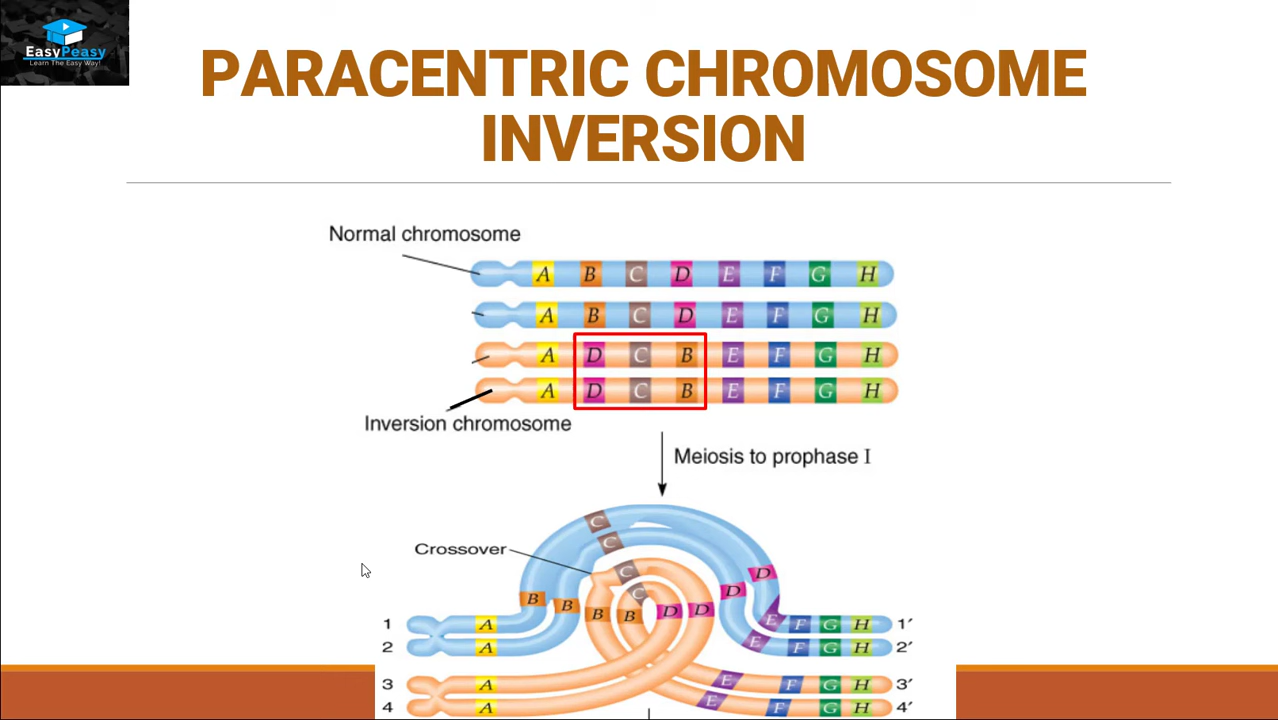 EasyPeasy
Learn The Easy Way!
PARACENTRIC CHROMOSOME
INVERSION
Normal chromosome
A B C D E F G H
A B C D E F G H
A D C B E F G H
A D C B E F G H
Inversion chromosome
Meiosis to prophase I
C
C
Crossover
C
D
C
D
B B B B D D
1 A E F G H 1′
2 A E F G H 2′
3 A E F G H 3′
4 A E F G H 4′